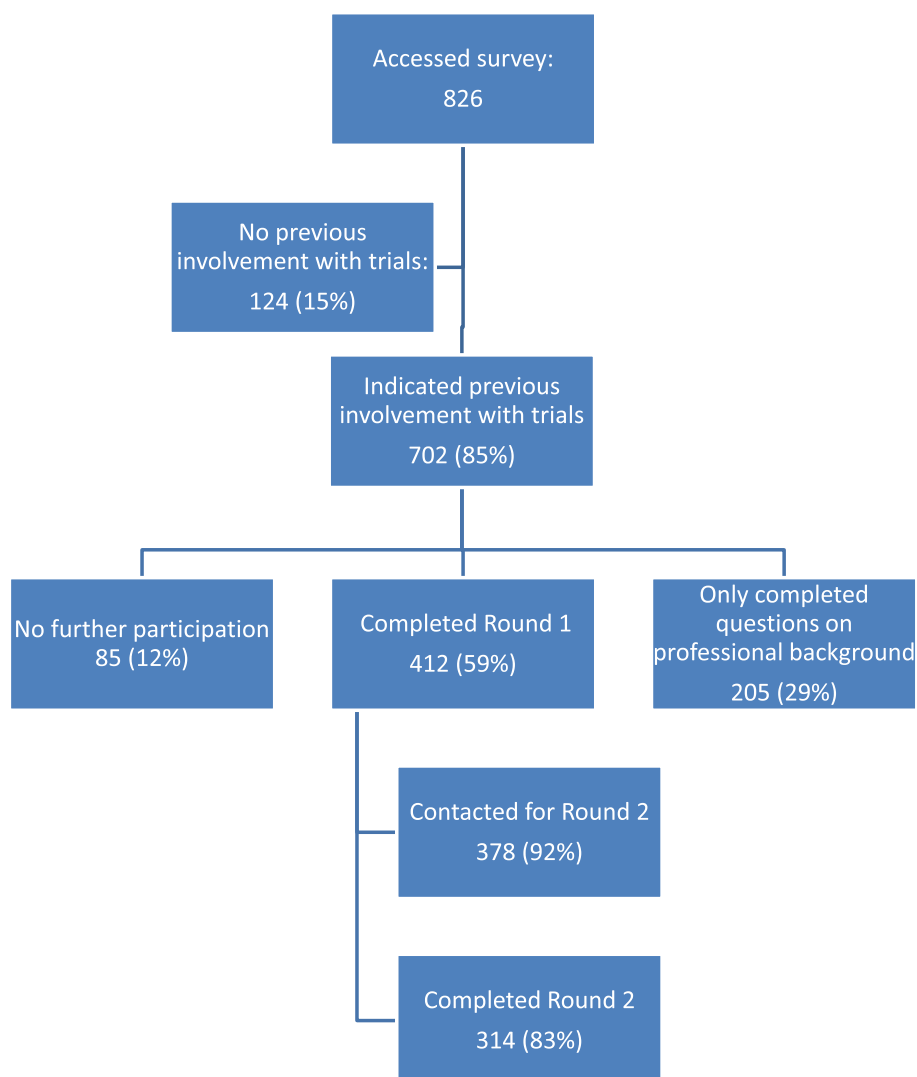 Accessed survey:
826
No previous
involvement with trials:
124 (15%)
Indicated previous
involvement with trials
702 (85%)
No further participation
85 (12%)
Completed Round 1
412 (59%)
Only completed
questions on
professional background
205 (29%)
Contacted for Round 2
378 (92%)
Completed Round 2
314 (83%)